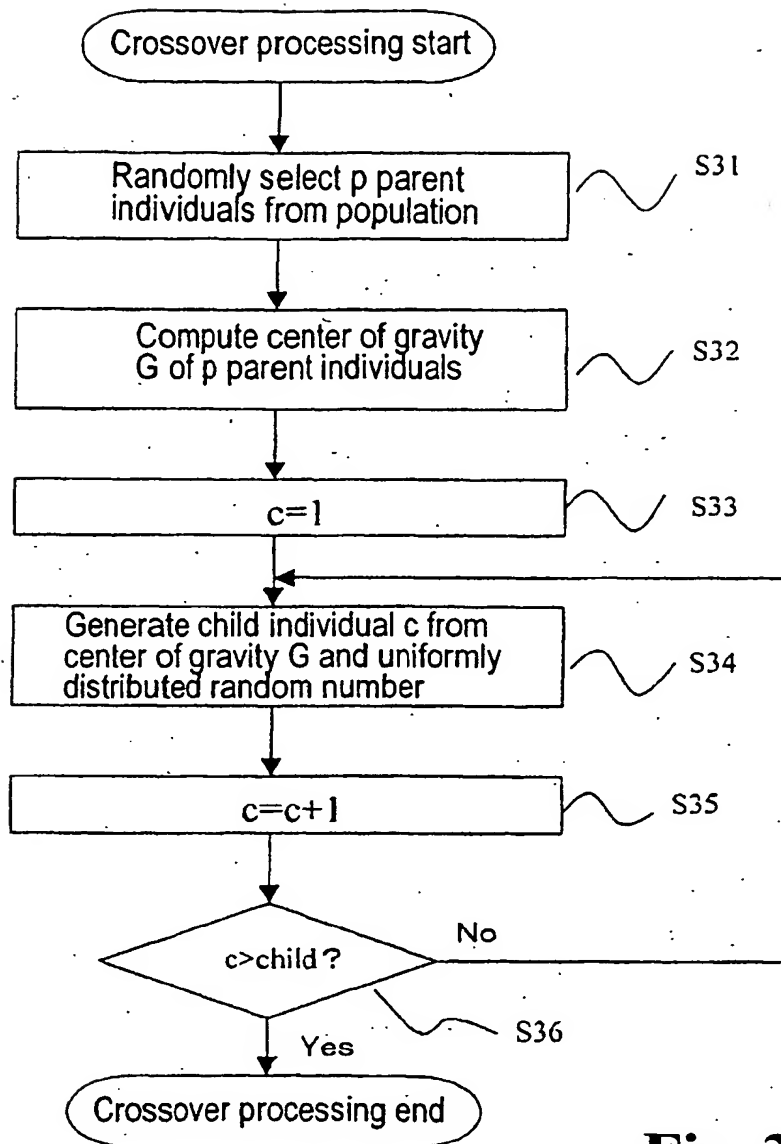 Crossover processing start
Randomly select p parent
individuals from population
S31
Compute center of gravity
G of p parent individuals
S32
c=1
S33
Generate child individual c from
center of gravity G and uniformly
distributed random number
S34
c=c+1
S35
c>child?
No
S36
Yes
Crossover processing end